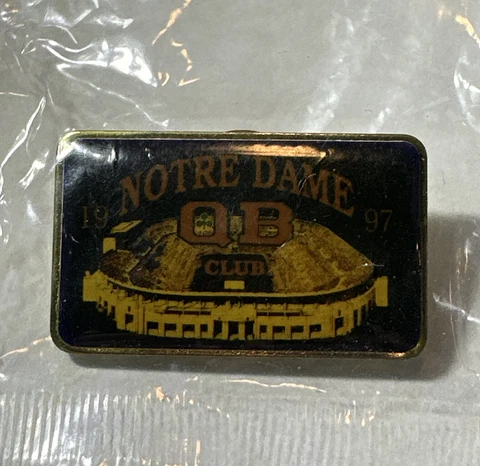 NOTRE DAME
19 QB 97
CLUB